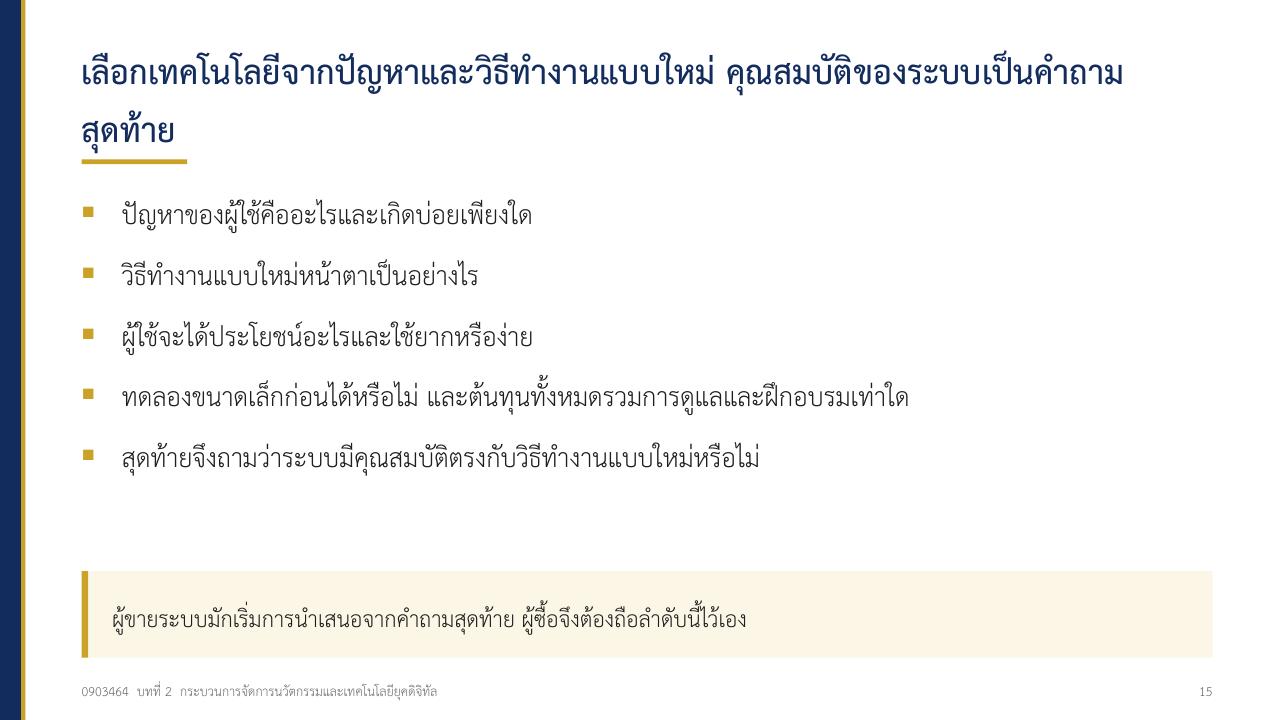 เลือกเทคโนโลยีจากปัญหาและวิธีทำงานแบบใหม่ คุณสมบัติของระบบเป็นคำถาม
สุดท้าย
ปัญหาของผู้ใช้คืออะไรและเกิดบ่อยเพียงใด
วิธีทำงานแบบใหม่หน้าตาเป็นอย่างไร
ผู้ใช้จะได้ประโยชน์อะไรและใช้ยากหรือง่าย
ทดลองขนาดเล็กก่อนได้หรือไม่ และต้นทุนทั้งหมดรวมการดูแลและฝึกอบรมเท่าใด
สุดท้ายจึงถามว่าระบบมีคุณสมบัติตรงกับวิธีทำงานแบบใหม่หรือไม่
ผู้ขายระบบมักเริ่มการนำเสนอจากคำถามสุดท้าย ผู้ซื้อจึงต้องถือลำดับนี้ไว้เอง
0903464 บทที่ 2 กระบวนการจัดการนวัตกรรมและเทคโนโลยียุคดิจิทัล
15